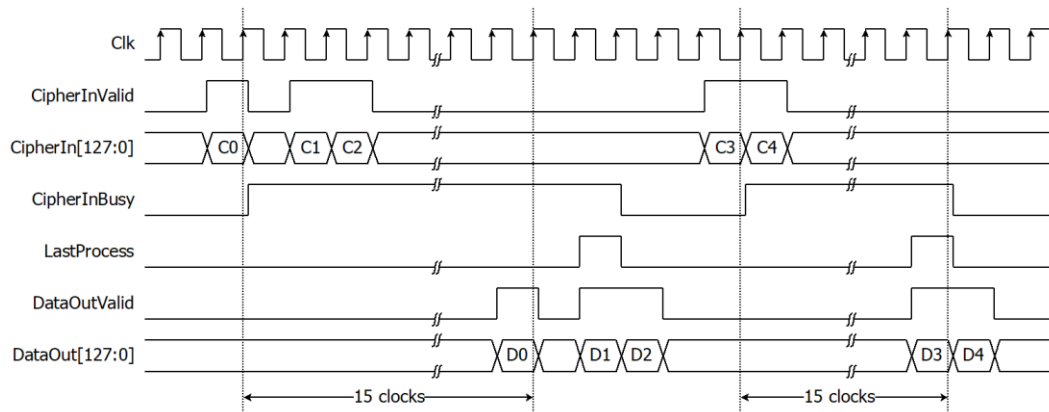 Clk
CipherInValid
CipherIn[127:0] C0 C1 C2 C3 C4
CipherInBusy
LastProcess
DataOutValid
DataOut[127:0] D0 D1 D2 D3 D4
15 clocks 15 clocks